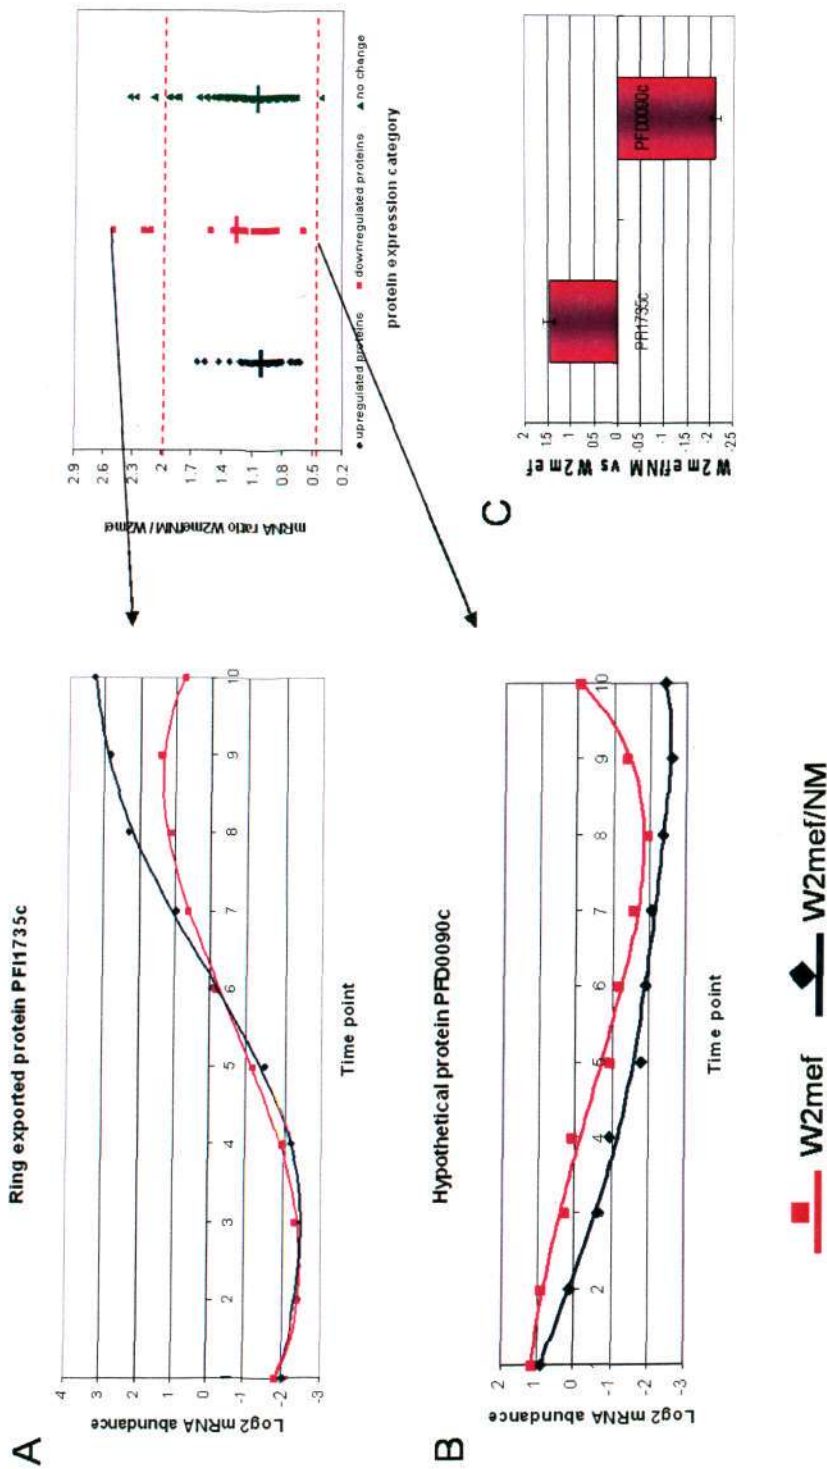 A
Ring exported protein PFI1735c
Log2 mRNA abundance
4
3
2
1
0
-1
-2
-3
1 2 3 4 5 6 7 8 9 10
Time point
mRNA ratio W2mef/NM / W2mef
2.9
2.6
2.3
2
1.7
1.4
1.1
0.8
0.5
0.2
upregulated proteins
downregulated proteins
no change
protein expression category
B
Hypothetical protein PFD0090c
Log2 mRNA abundance
2
1
0
-1
-2
-3
1 2 3 4 5 6 7 8 9 10
Time point
C
W2mef/NM vs W2mef
2
1.5
1
0.5
0
-0.5
-1
-1.5
-2
-2.5
PFI1735c
PFD0090c
W2mef
W2mef/NM